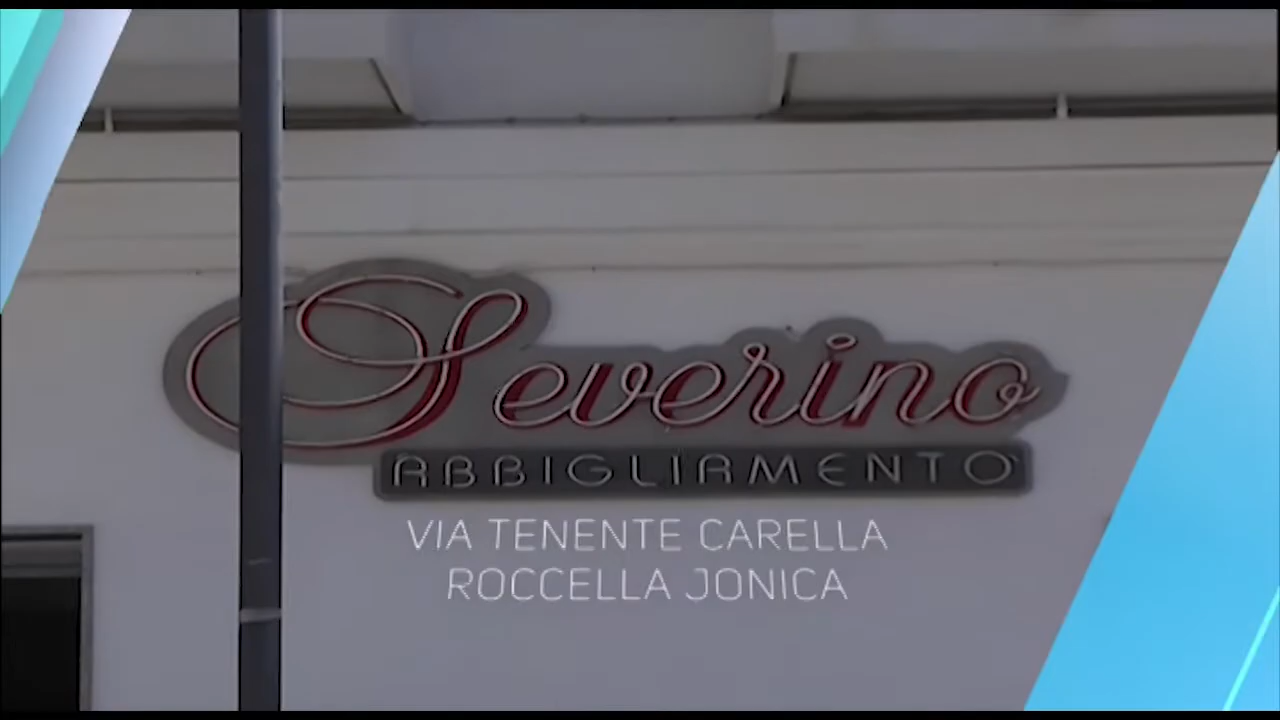 Severino
ABBIGLIAMENTO
VIA TENENTE CARELLA
ROCCELLA JONICA